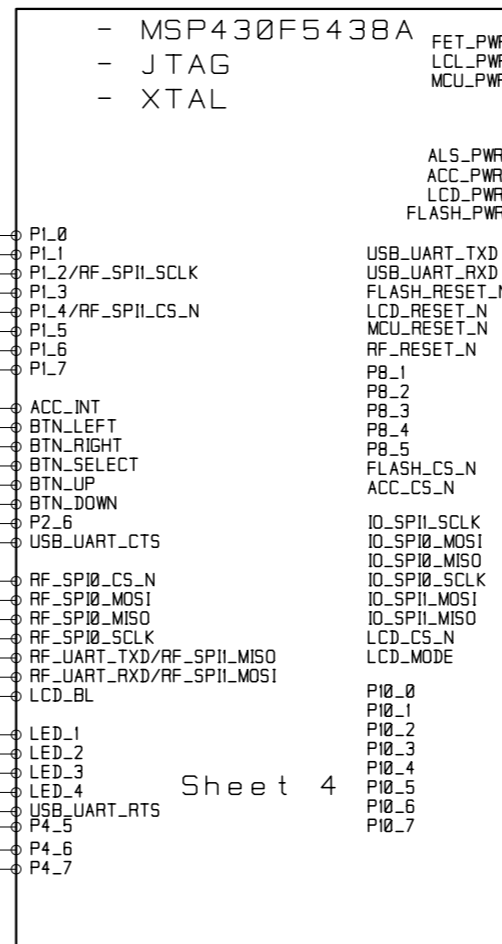 - MSP430F5438A
- JTAG
- XTAL
FET_PWR
LCL_PWR
MCU_PWR
ALS_PWR
ACC_PWR
LCD_PWR
FLASH_PWR
P1_0
P1_1
P1_2/RF_SPI1_SCLK
P1_3
P1_4/RF_SPI1_CS_N
P1_5
P1_6
P1_7
ACC_INT
BTN_LEFT
BTN_RIGHT
BTN_SELECT
BTN_UP
BTN_DOWN
P2_6
USB_UART_CTS
RF_SPI0_CS_N
RF_SPI0_MOSI
RF_SPI0_MISO
RF_SPI0_SCLK
RF_UART_TXD/RF_SPI1_MISO
RF_UART_RXD/RF_SPI1_MOSI
LCD_BL
LED_1
LED_2
LED_3
LED_4
USB_UART_RTS
P4_5
P4_6
P4_7
USB_UART_TXD
USB_UART_RXD
FLASH_RESET_N
LCD_RESET_N
MCU_RESET_N
RF_RESET_N
P8_1
P8_2
P8_3
P8_4
P8_5
FLASH_CS_N
ACC_CS_N
IO_SPI1_SCLK
IO_SPI0_MOSI
IO_SPI0_MISO
IO_SPI0_SCLK
IO_SPI1_MOSI
IO_SPI1_MISO
LCD_CS_N
LCD_MODE
P10_0
P10_1
P10_2
P10_3
P10_4
P10_5
P10_6
P10_7
Sheet 4